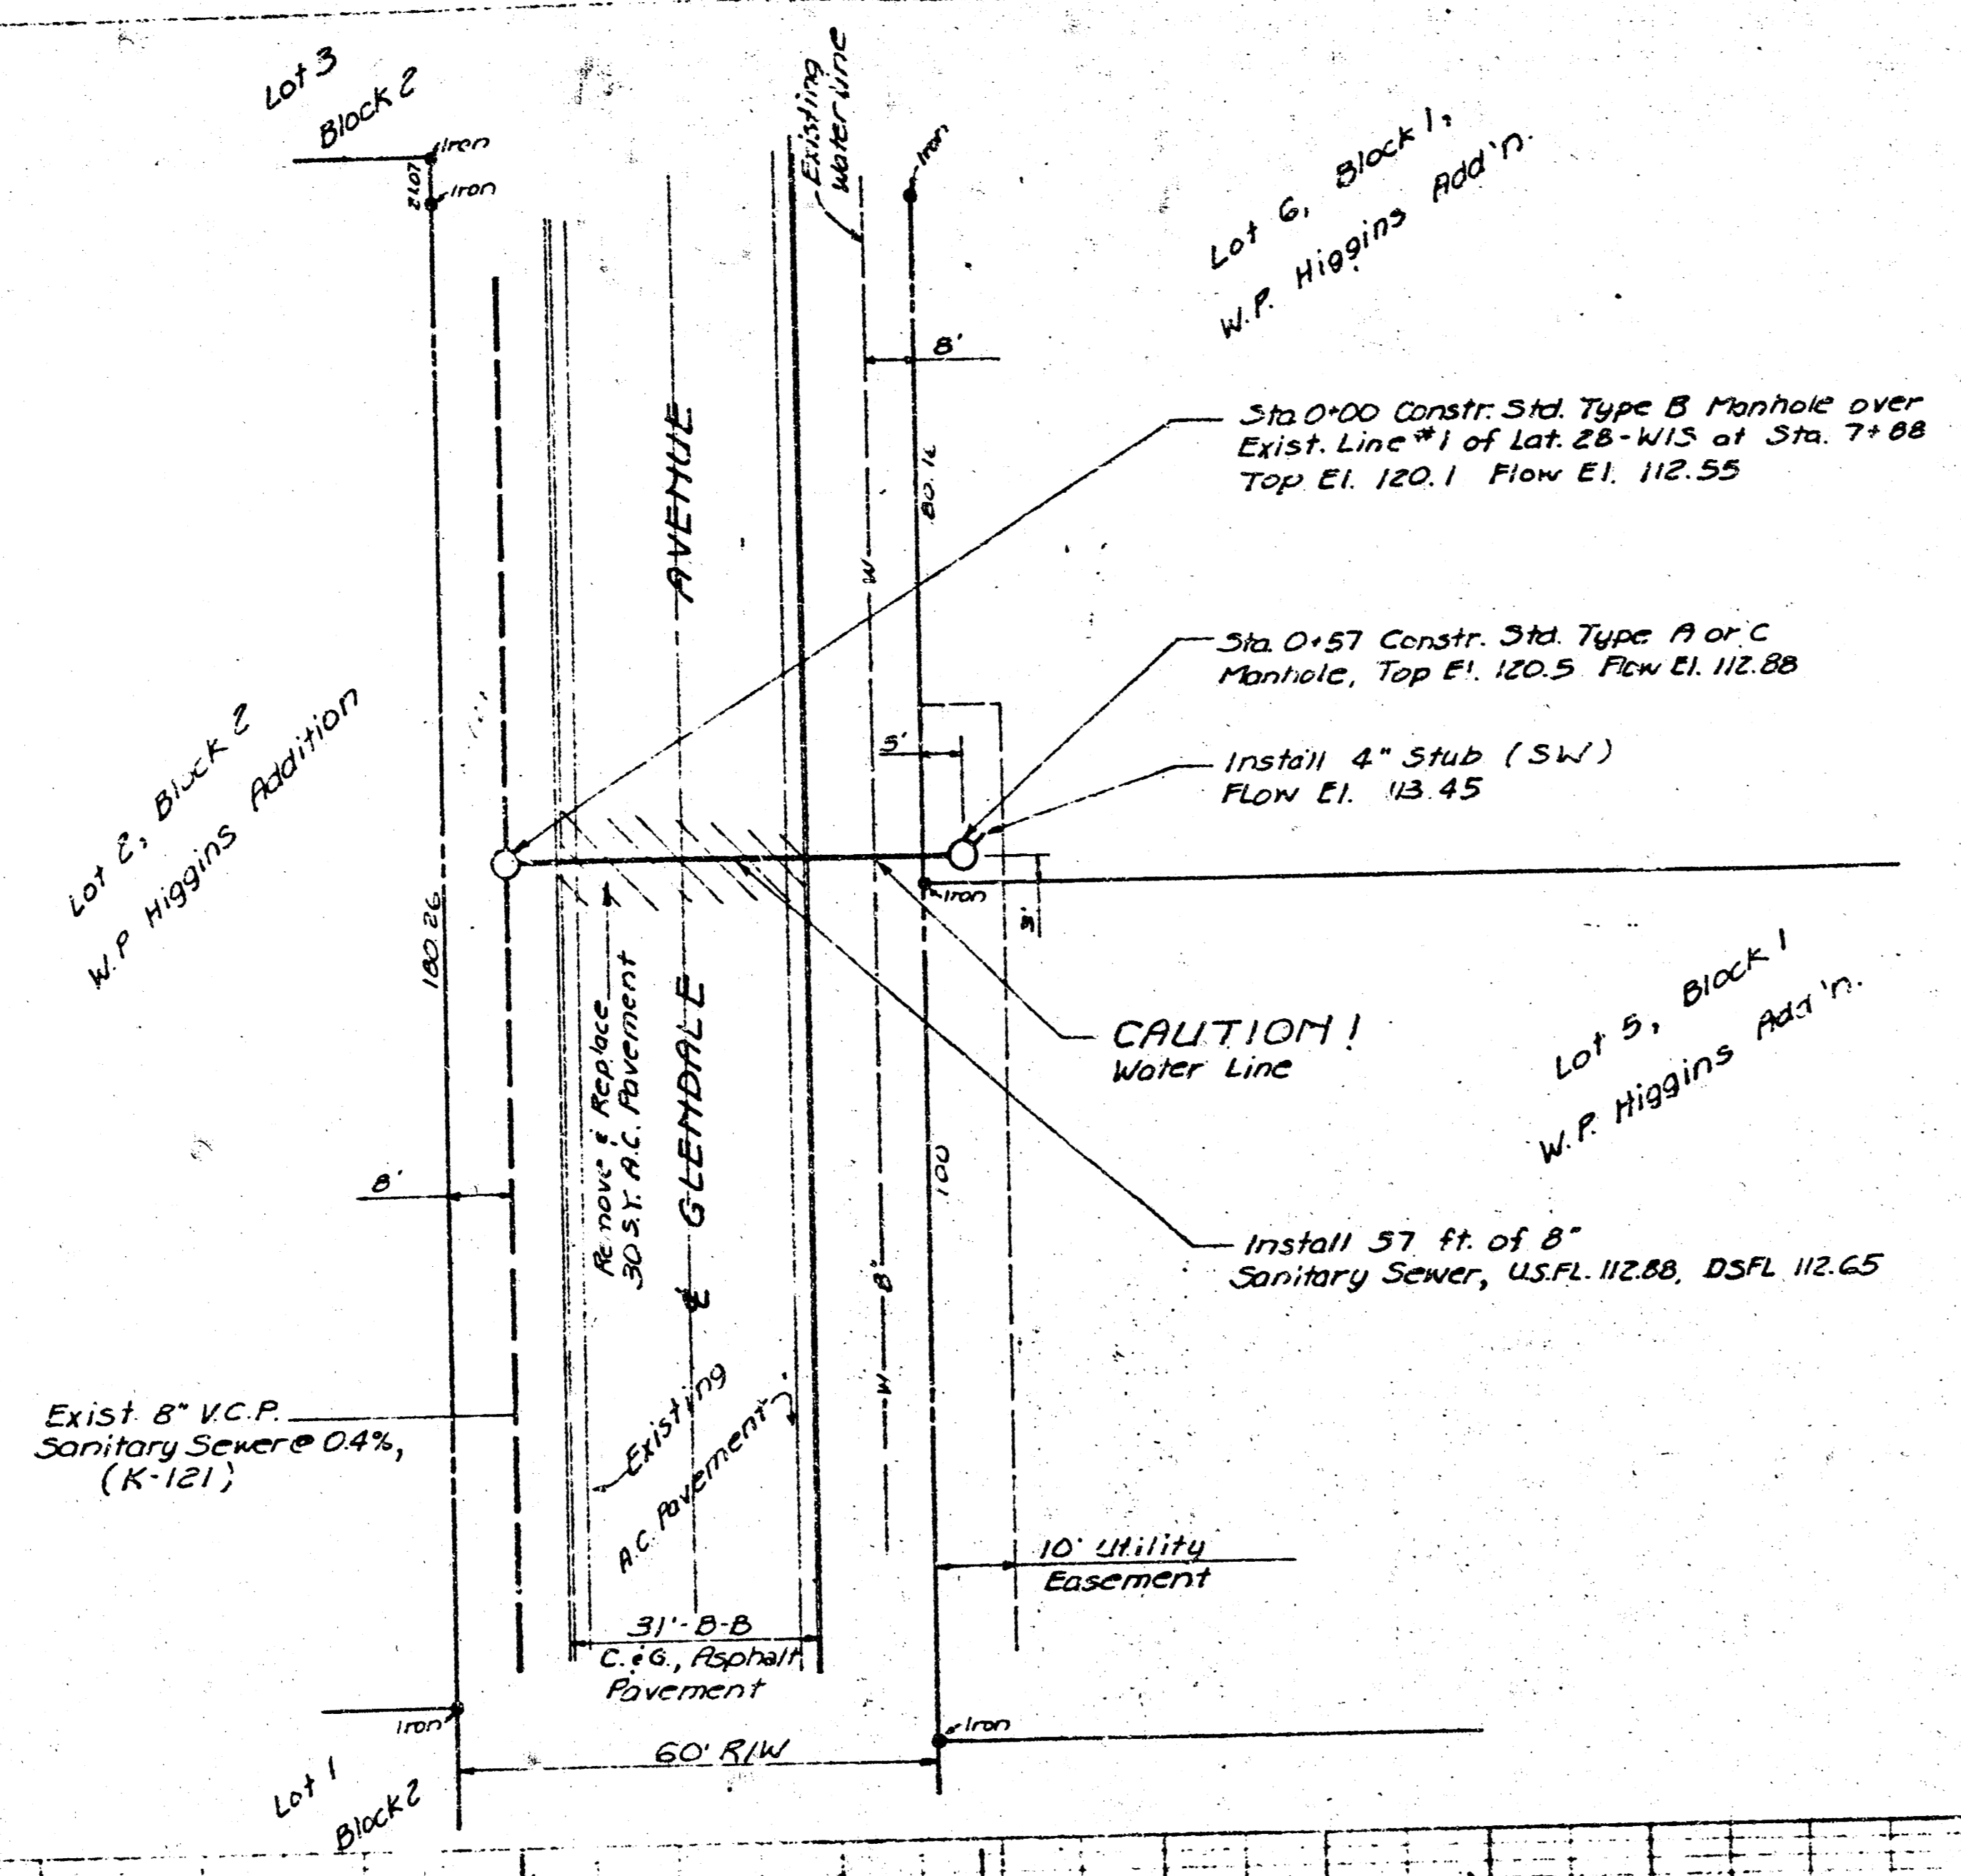 Lot 3
Block 2
Iron
Iron
21.07
Existing
Water Line
Iron
Lot 6, Block 1,
W.P. Higgins Add'n.
8'
80.16
AVENUE
Sta. 0+00 Constr. Std. Type B Manhole over
Exist. Line #1 of Lat. 28-W1S at Sta. 7+88
Top El. 120.1 Flow El. 112.55
W
Sta. 0+57 Constr. Std. Type A or C
Manhole, Top El. 120.5 Flow El. 112.88
5'
Install 4" Stub (SW)
Flow El. 113.45
Lot 2, Block 2
W.P. Higgins Addition
180.26
Iron
3'
Remove & Replace
30 S.Y. A.C. Pavement
℄ GLENDALE
CAUTION!
Water Line
Lot 5, Block 1
W.P. Higgins Add'n.
100
8'
8"
W
Install 57 ft. of 8"
Sanitary Sewer, U.S.FL. 112.88, DSFL 112.65
Exist. 8" V.C.P.
Sanitary Sewer @ 0.4%,
(K-121)
Existing
A.C. Pavement
10' Utility
Easement
31'-B-B
C.&G., Asphalt
Pavement
Iron
Iron
60' R/W
Lot 1
Block 2